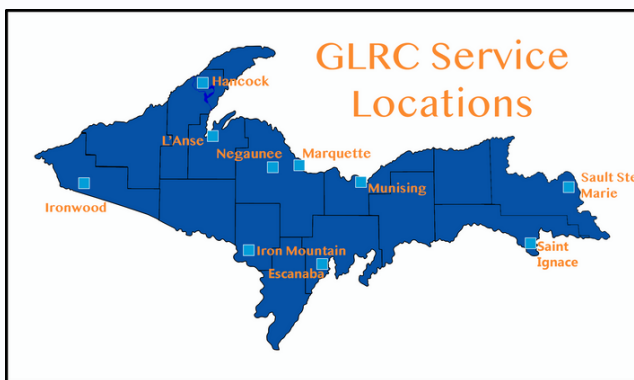 GLRC Service
Locations
Hancock
L'Anse
Negaunee
Marquette
Munising
Sault Ste
Marie
Ironwood
Iron Mountain
Escanaba
Saint
Ignace